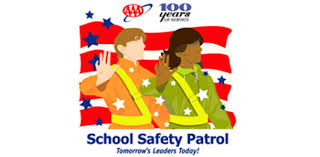 AAA
100
years
OF SERVICE
School Safety Patrol
Tomorrow's Leaders Today!